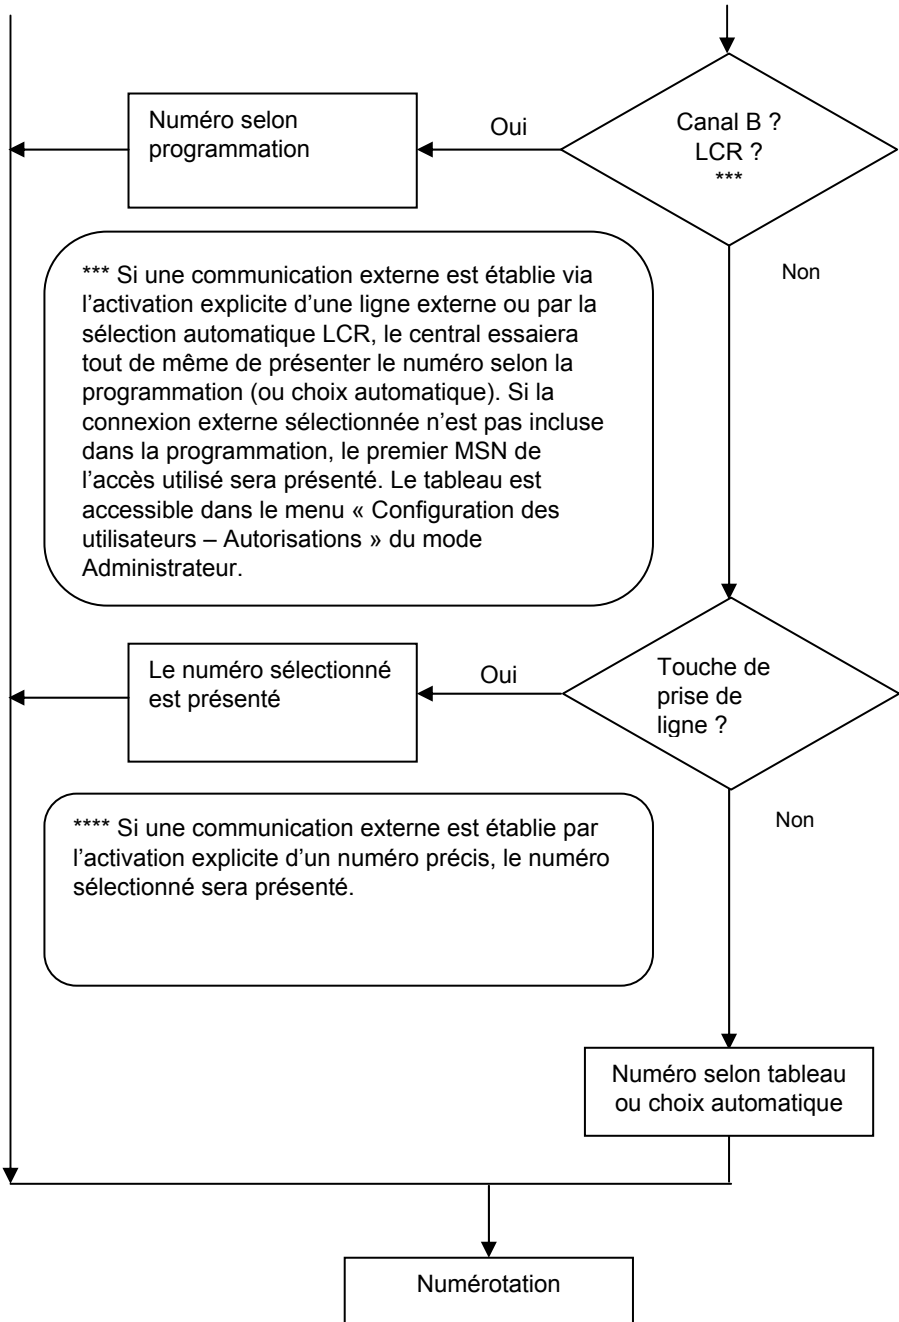 Canal B ?
LCR ?
***
Oui
Numéro selon
programmation
Non
*** Si une communication externe est établie via
l’activation explicite d’une ligne externe ou par la
sélection automatique LCR, le central essaiera
tout de même de présenter le numéro selon la
programmation (ou choix automatique). Si la
connexion externe sélectionnée n’est pas incluse
dans la programmation, le premier MSN de
l’accès utilisé sera présenté. Le tableau est
accessible dans le menu « Configuration des
utilisateurs – Autorisations » du mode
Administrateur.
Touche de
prise de
ligne ?
Oui
Le numéro sélectionné
est présenté
Non
**** Si une communication externe est établie par
l’activation explicite d’un numéro précis, le numéro
sélectionné sera présenté.
Numéro selon tableau
ou choix automatique
Numérotation